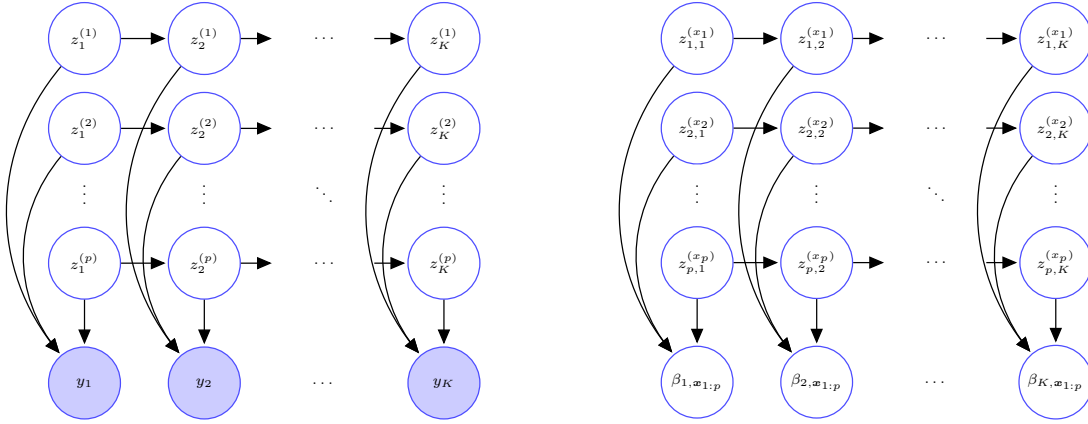 z_1^{(1)} z_2^{(1)} ⋯ z_K^{(1)} z_{1,1}^{(x_1)} z_{1,2}^{(x_1)} ⋯ z_{1,K}^{(x_1)}
z_1^{(2)} z_2^{(2)} ⋯ z_K^{(2)} z_{2,1}^{(x_2)} z_{2,2}^{(x_2)} ⋯ z_{2,K}^{(x_2)}
⋮ ⋮ ⋱ ⋮ ⋮ ⋮ ⋱ ⋮
z_1^{(p)} z_2^{(p)} ⋯ z_K^{(p)} z_{p,1}^{(x_p)} z_{p,2}^{(x_p)} ⋯ z_{p,K}^{(x_p)}
y_1 y_2 ⋯ y_K β_{1,x_{1:p}} β_{2,x_{1:p}} ⋯ β_{K,x_{1:p}}